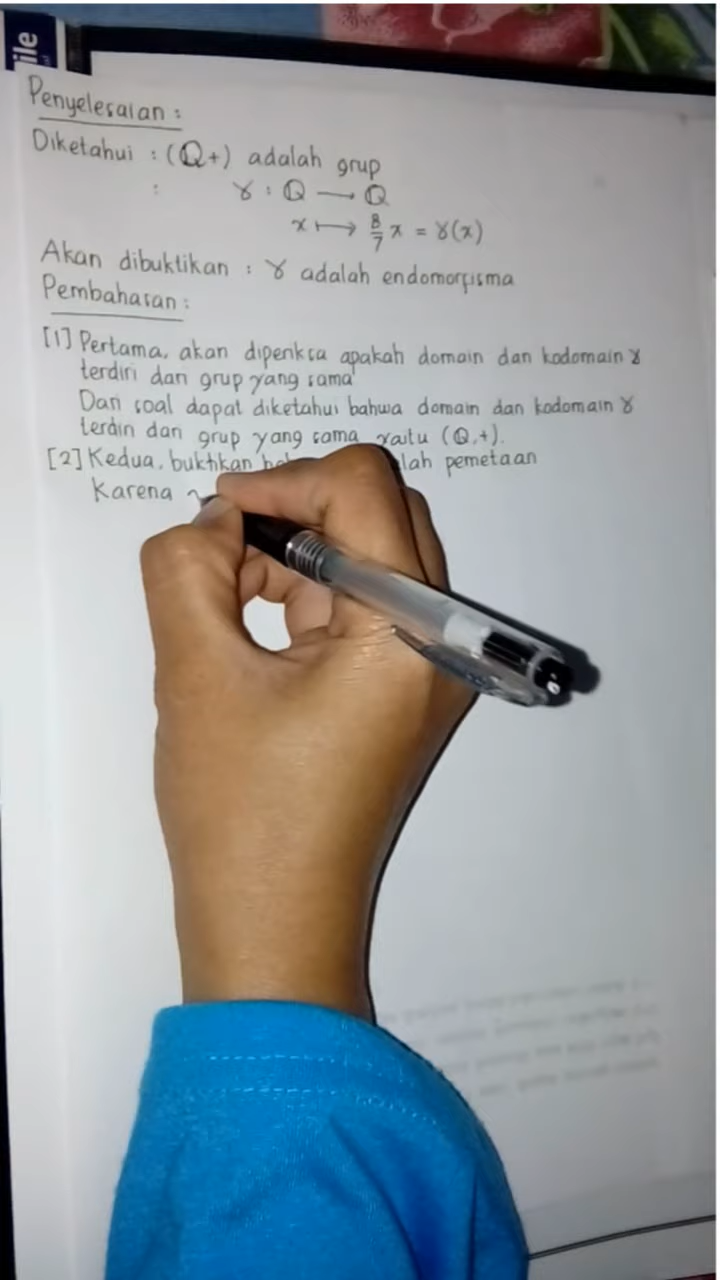 ile
Penyelesaian :
Diketahui : (Q+) adalah grup
: γ : Q → Q
x ↦ 8/7 x = γ(x)
Akan dibuktikan : γ adalah endomorfisma
Pembahasan :
[1] Pertama, akan diperiksa apakah domain dan kodomain γ
terdiri dari grup yang sama
Dari soal dapat diketahui bahwa domain dan kodomain γ
terdiri dari grup yang sama yaitu (Q,+).
[2] Kedua, buktikan pemetaan
Karena